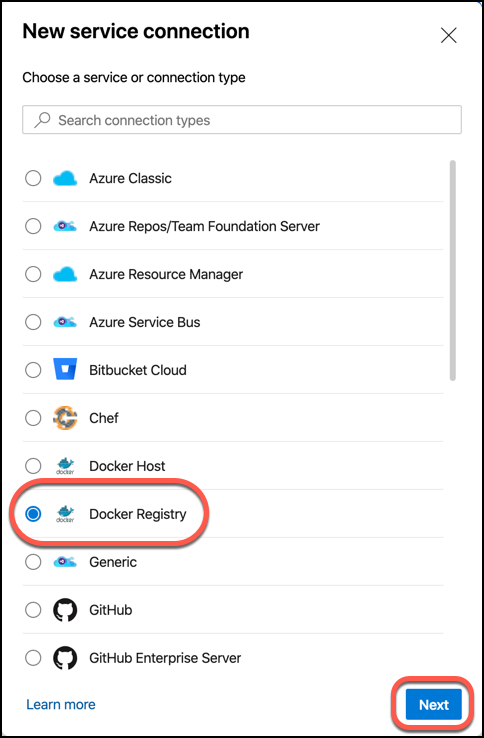 New service connection
Choose a service or connection type
Search connection types
Azure Classic
Azure Repos/Team Foundation Server
Azure Resource Manager
Azure Service Bus
Bitbucket Cloud
Chef
docker
Docker Host
docker
Docker Registry
Generic
GitHub
GitHub Enterprise Server
Learn more
Next